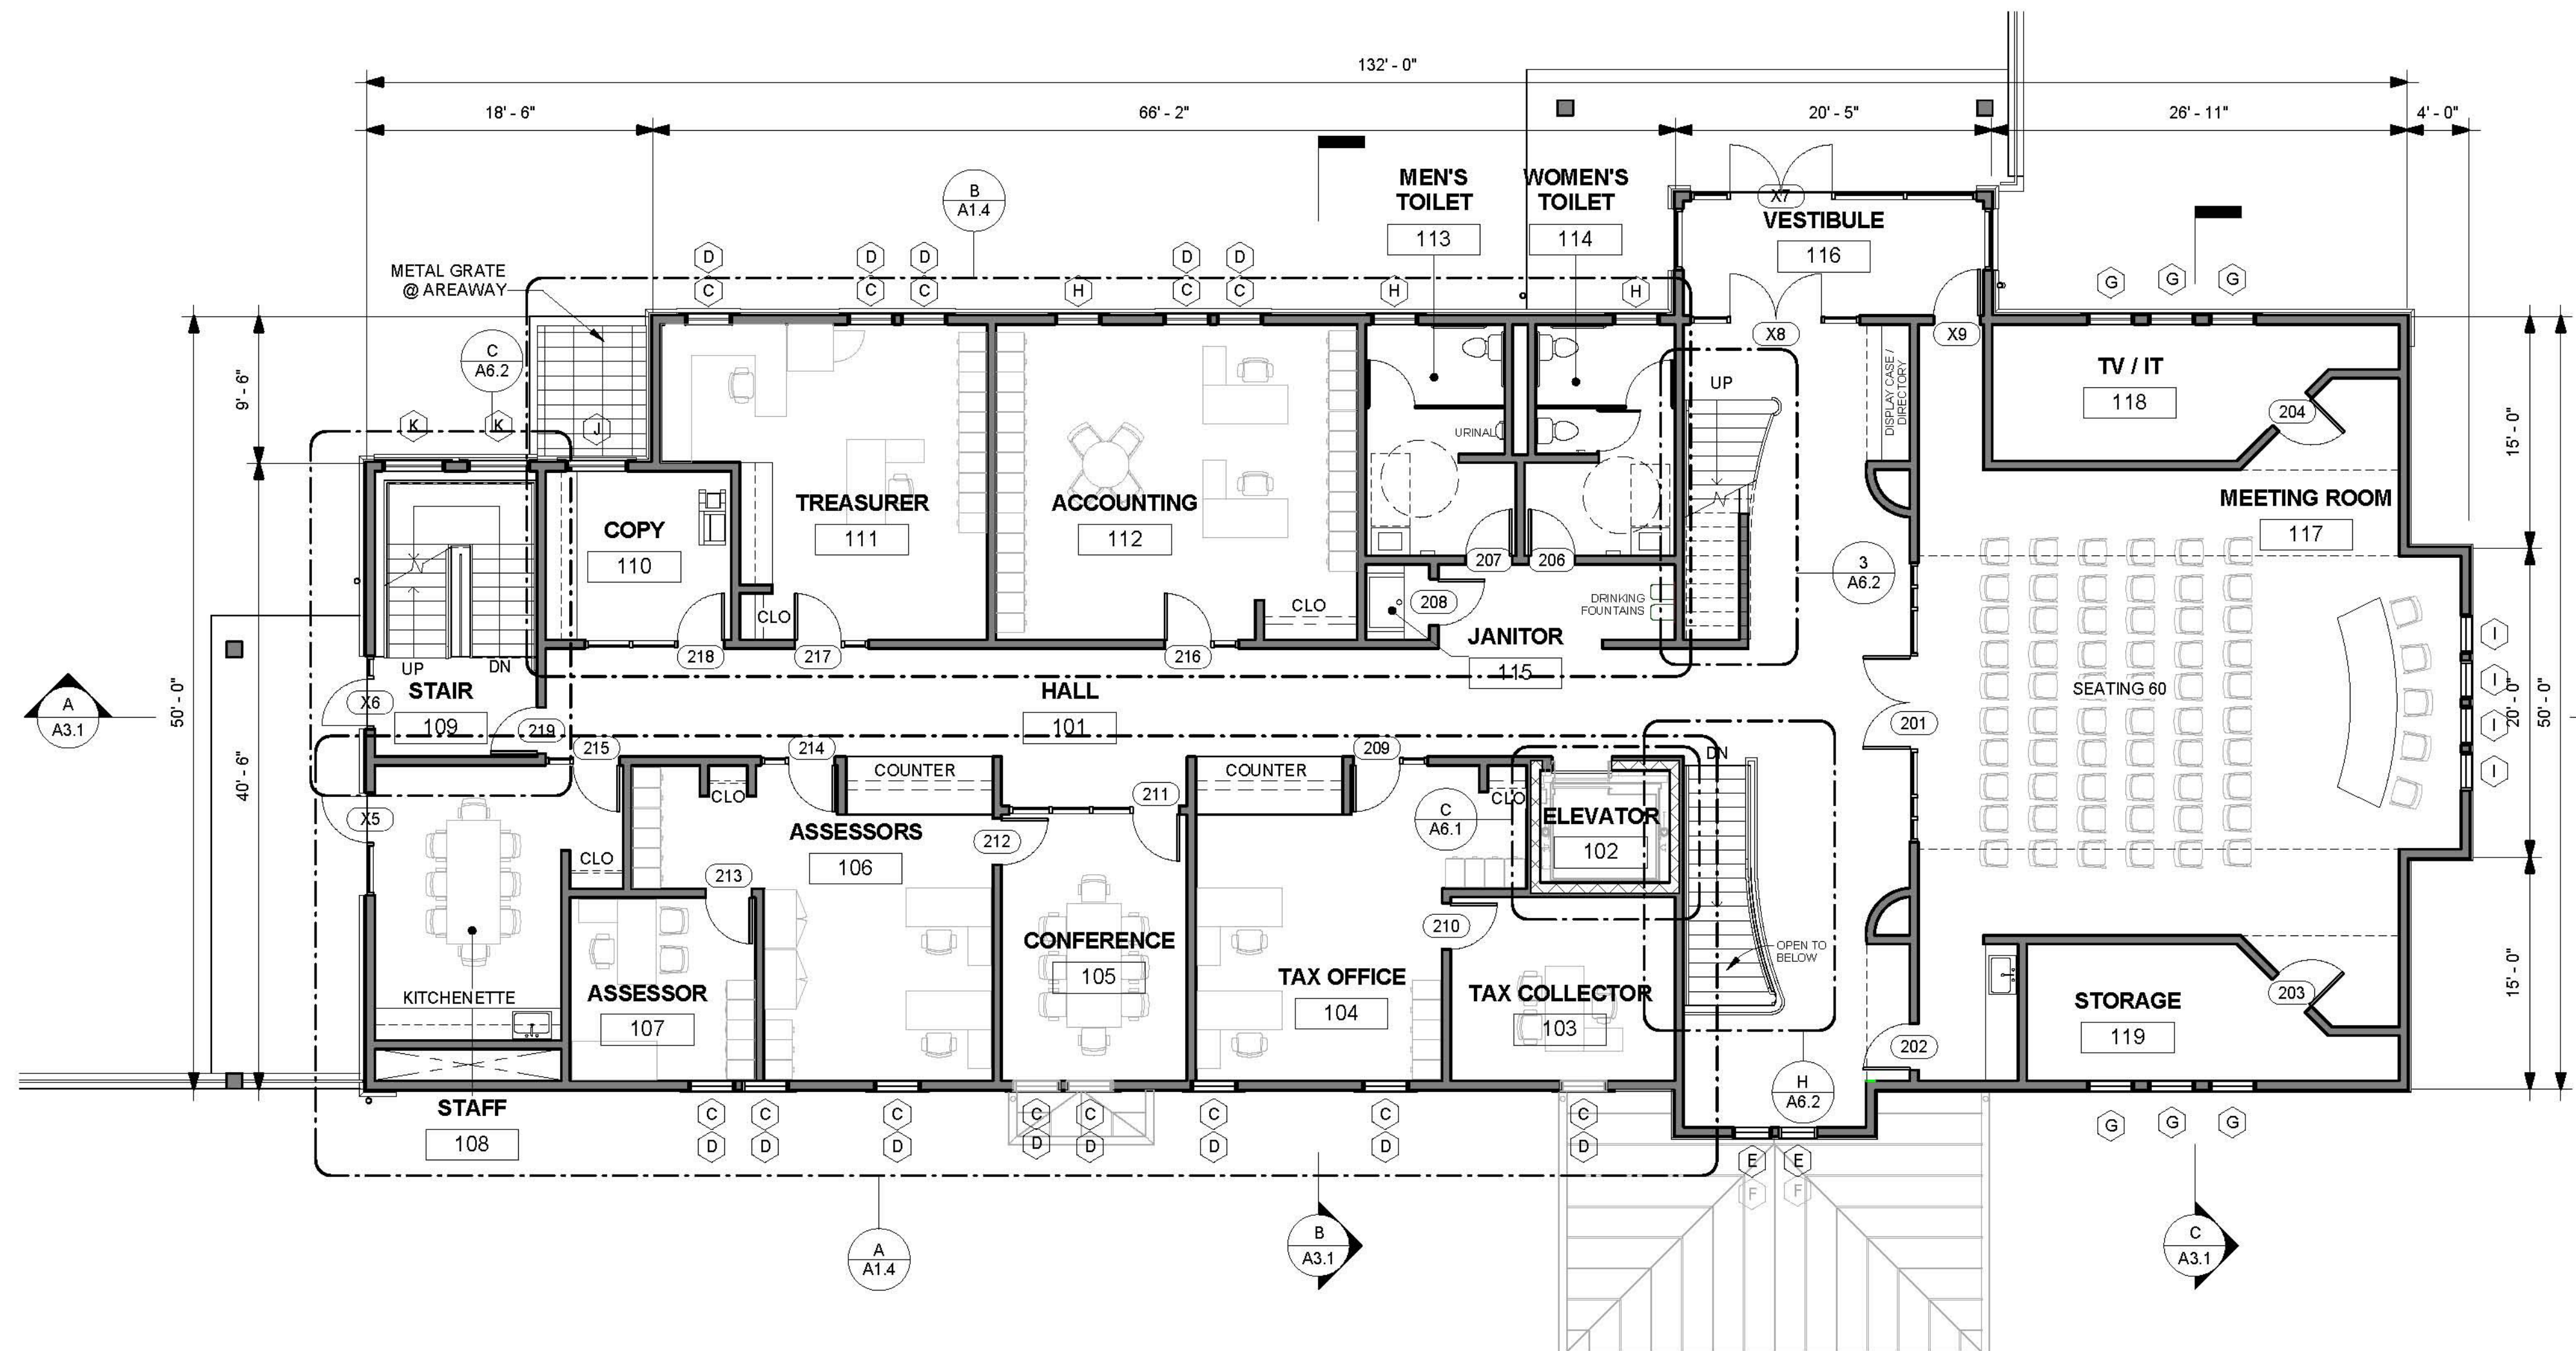 132' - 0"
18' - 6"
66' - 2"
20' - 5"
26' - 11"
4' - 0"
B
A1.4
MEN'S
TOILET
113
WOMEN'S
TOILET
114
X7
VESTIBULE
116
METAL GRATE
@ AREAWAY
D
D
D
D
D
C
C
C
H
C
C
H
H
G
G
G
C
A6.2
9' - 6"
K
K
J
UP
X8
X9
DISPLAY CASE /
DIRECTORY
TV / IT
118
204
15' - 0"
URINAL
COPY
110
TREASURER
111
ACCOUNTING
112
MEETING ROOM
117
207
206
3
A6.2
CLO
CLO
208
DRINKING
FOUNTAINS
JANITOR
115
218
217
216
UP
DN
STAIR
109
X6
219
A
A3.1
50' - 0"
HALL
101
SEATING 60
201
I
I
I
I
20' - 0"
50' - 0"
40' - 6"
215
214
209
DN
COUNTER
COUNTER
CLO
CLO
X5
211
212
ASSESSORS
106
C
A6.1
ELEVATOR
102
CLO
213
210
CONFERENCE
105
OPEN TO
BELOW
KITCHENETTE
ASSESSOR
107
TAX OFFICE
104
TAX COLLECTOR
103
STORAGE
119
203
15' - 0"
202
H
A6.2
STAFF
108
C
C
C
C
C
C
C
C
D
D
D
D
D
D
D
D
G
G
G
E
E
F
F
A
A1.4
B
A3.1
C
A3.1